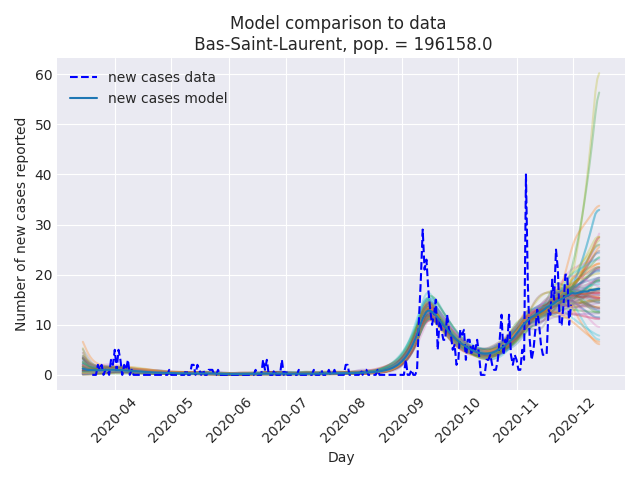 Model comparison to data
Bas-Saint-Laurent, pop. = 196158.0
new cases data
new cases model
Number of new cases reported
60
50
40
30
20
10
0
2020-04
2020-05
2020-06
2020-07
2020-08
2020-09
2020-10
2020-11
2020-12
Day